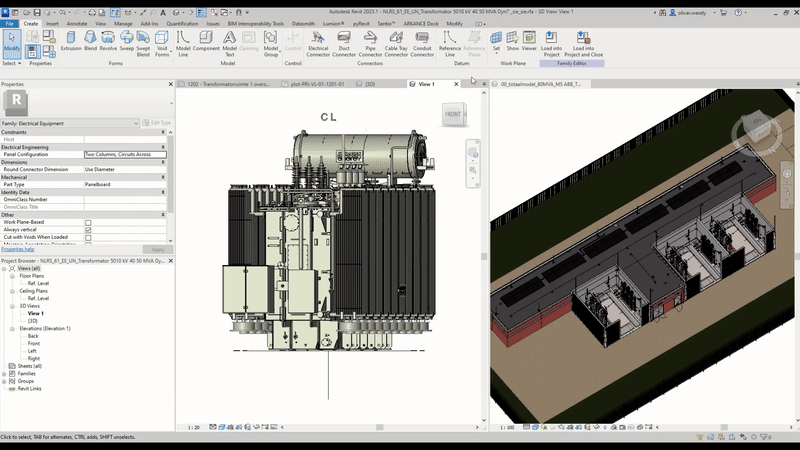 Autodesk Revit 2023.1 - NLRS_61_EE_UN_Transformator 5010 kV 40 50 MVA DynT_sie_sie.rfa - 3D View: View 1
olivier.wasely
File Create Insert Annotate View Manage Add-Ins Quantification Issues BIM Interoperability Tools Dalmatian Lumion® pyRevit Sentio™ ARKANCE Dock Modify
Modify
Extrusion Blend Revolve Sweep Swept Blend Void Forms
Model Line Component Model Text Opening Model Group
Electrical Connector Duct Connector Pipe Connector Cable Tray Connector Conduit Connector
Reference Line Reference Plane
Set Show Viewer
Load into Project Load into Project and Close
Select Properties Forms Model Connectors Datum Work Plane Family Editor
Properties
1202 - Transformatorruimte 1 overz...
plot-PRI-VL-01-1201-01
{3D}
View 1
00_totaalmodel_80MVA_MS ABB_T...
R
Family: Electrical Equipment
Edit Type
Constraints
Host
Electrical Engineering
Panel Configuration Two Columns, Circuits Across
Dimensions
Round Connector Dimension Use Diameter
Mechanical
Part Type Panelboard
Identity Data
OmniClass Number
OmniClass Title
Other
Work Plane-Based
Always vertical
Cut with Voids When Loaded
Properties help
Apply
Project Browser - NLRS_61_EE_UN_Transformator 5010 kV 40 50 MVA Dy...
Views (all)
Floor Plans
Ref. Level
Ceiling Plans
Ref. Level
3D Views
View 1
{3D}
Elevations (Elevation 1)
Back
Front
Left
Right
Sheets (all)
Families
Groups
Revit Links
CL
FRONT
1 : 20
1 : 100
Click to select, TAB for alternates, CTRL adds, SHIFT unselects.